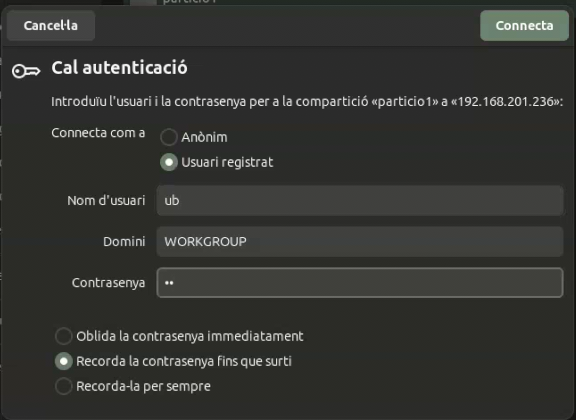 Cancel·la
Connecta
Cal autenticació
Introduïu l'usuari i la contrasenya per a la compartició «particio1» a «192.168.201.236»:
Connecta com a
Anònim
Usuari registrat
Nom d'usuari ub
Domini WORKGROUP
Contrasenya ••
Oblida la contrasenya immediatament
Recorda la contrasenya fins que surti
Recorda-la per sempre